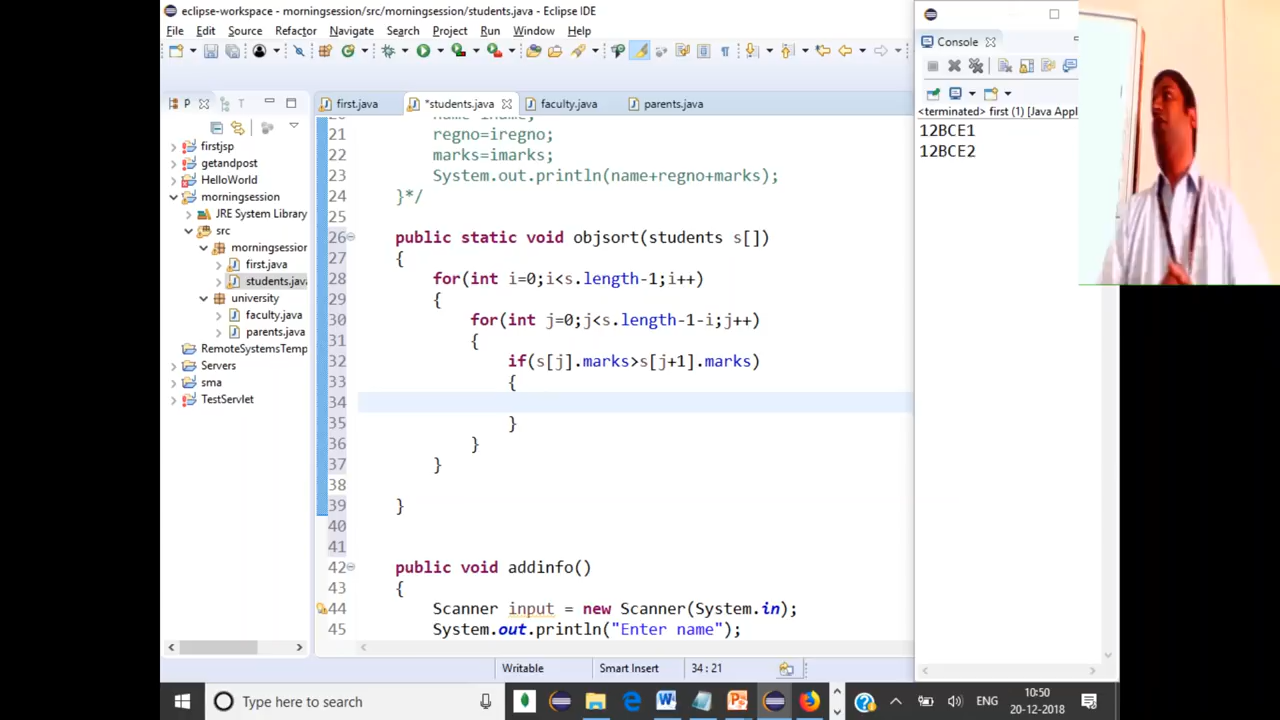 eclipse-workspace - morningsession/src/morningsession/students.java - Eclipse IDE
File Edit Source Refactor Navigate Search Project Run Window Help
P
T
first.java *students.java faculty.java parents.java
firstjsp
getandpost
HelloWorld
morningsession
JRE System Library
src
morningsession
first.java
students.java
university
faculty.java
parents.java
RemoteSystemsTemp
Servers
sma
TestServlet
21 regno=iregno;
22 marks=imarks;
23 System.out.println(name+regno+marks);
24 }*/
25
26 public static void objsort(students s[])
27 {
28 for(int i=0;i<s.length-1;i++)
29 {
30 for(int j=0;j<s.length-1-i;j++)
31 {
32 if(s[j].marks>s[j+1].marks)
33 {
34
35 }
36 }
37 }
38
39 }
40
41
42 public void addinfo()
43 {
44 Scanner input = new Scanner(System.in);
45 System.out.println("Enter name");
Console
<terminated> first (1) [Java Appl
12BCE1
12BCE2
Writable Smart Insert 34 : 21
Type here to search
ENG
10:50
20-12-2018